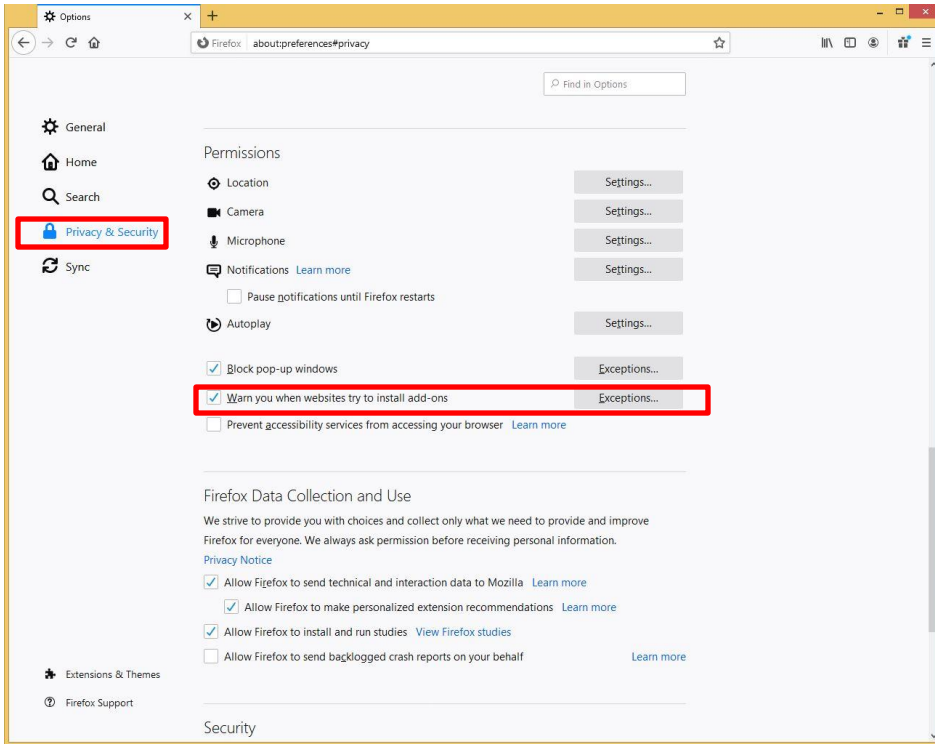 Options
Firefox about:preferences#privacy
Find in Options
General
Home
Search
Privacy & Security
Sync
Permissions
Location Settings...
Camera Settings...
Microphone Settings...
Notifications Learn more Settings...
Pause notifications until Firefox restarts
Autoplay Settings...
Block pop-up windows Exceptions...
Warn you when websites try to install add-ons Exceptions...
Prevent accessibility services from accessing your browser Learn more
Firefox Data Collection and Use
We strive to provide you with choices and collect only what we need to provide and improve
Firefox for everyone. We always ask permission before receiving personal information.
Privacy Notice
Allow Firefox to send technical and interaction data to Mozilla Learn more
Allow Firefox to make personalized extension recommendations Learn more
Allow Firefox to install and run studies View Firefox studies
Allow Firefox to send backlogged crash reports on your behalf Learn more
Extensions & Themes
Firefox Support
Security